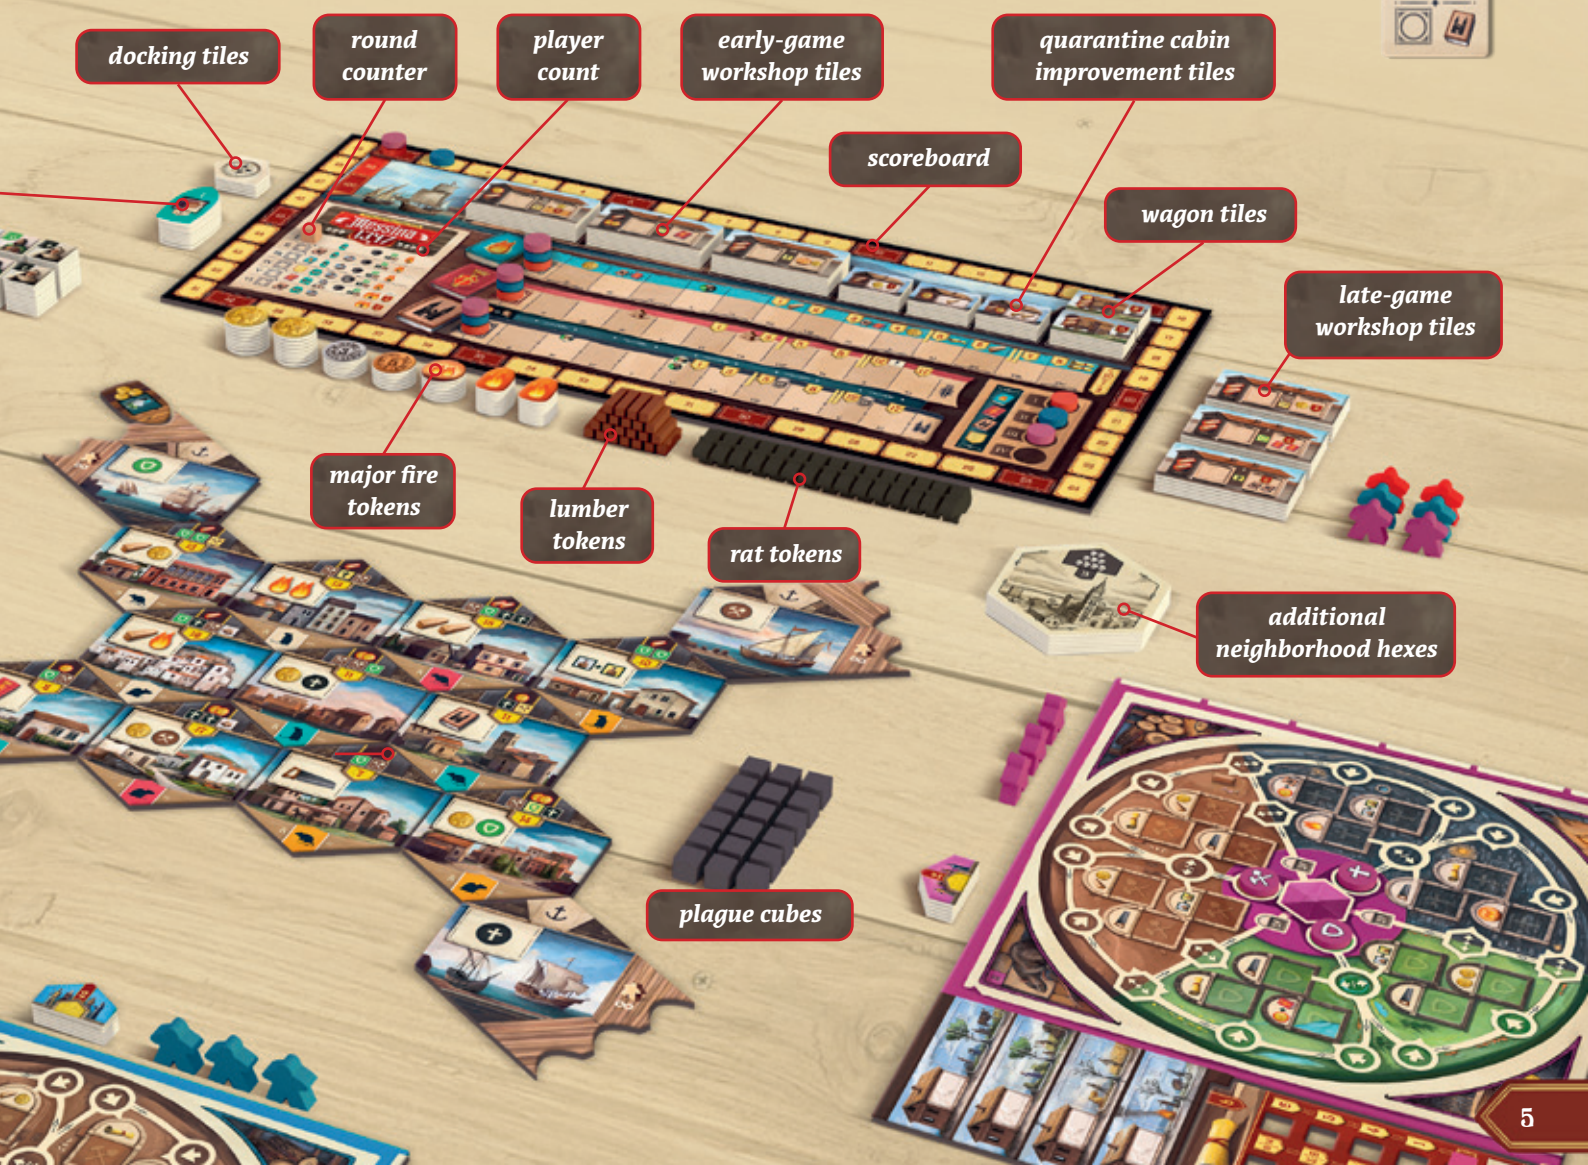 docking tiles
round
counter
player
count
early-game
workshop tiles
quarantine cabin
improvement tiles
scoreboard
wagon tiles
late-game
workshop tiles
Messina
1347
major fire
tokens
lumber
tokens
rat tokens
additional
neighborhood hexes
plague cubes
5